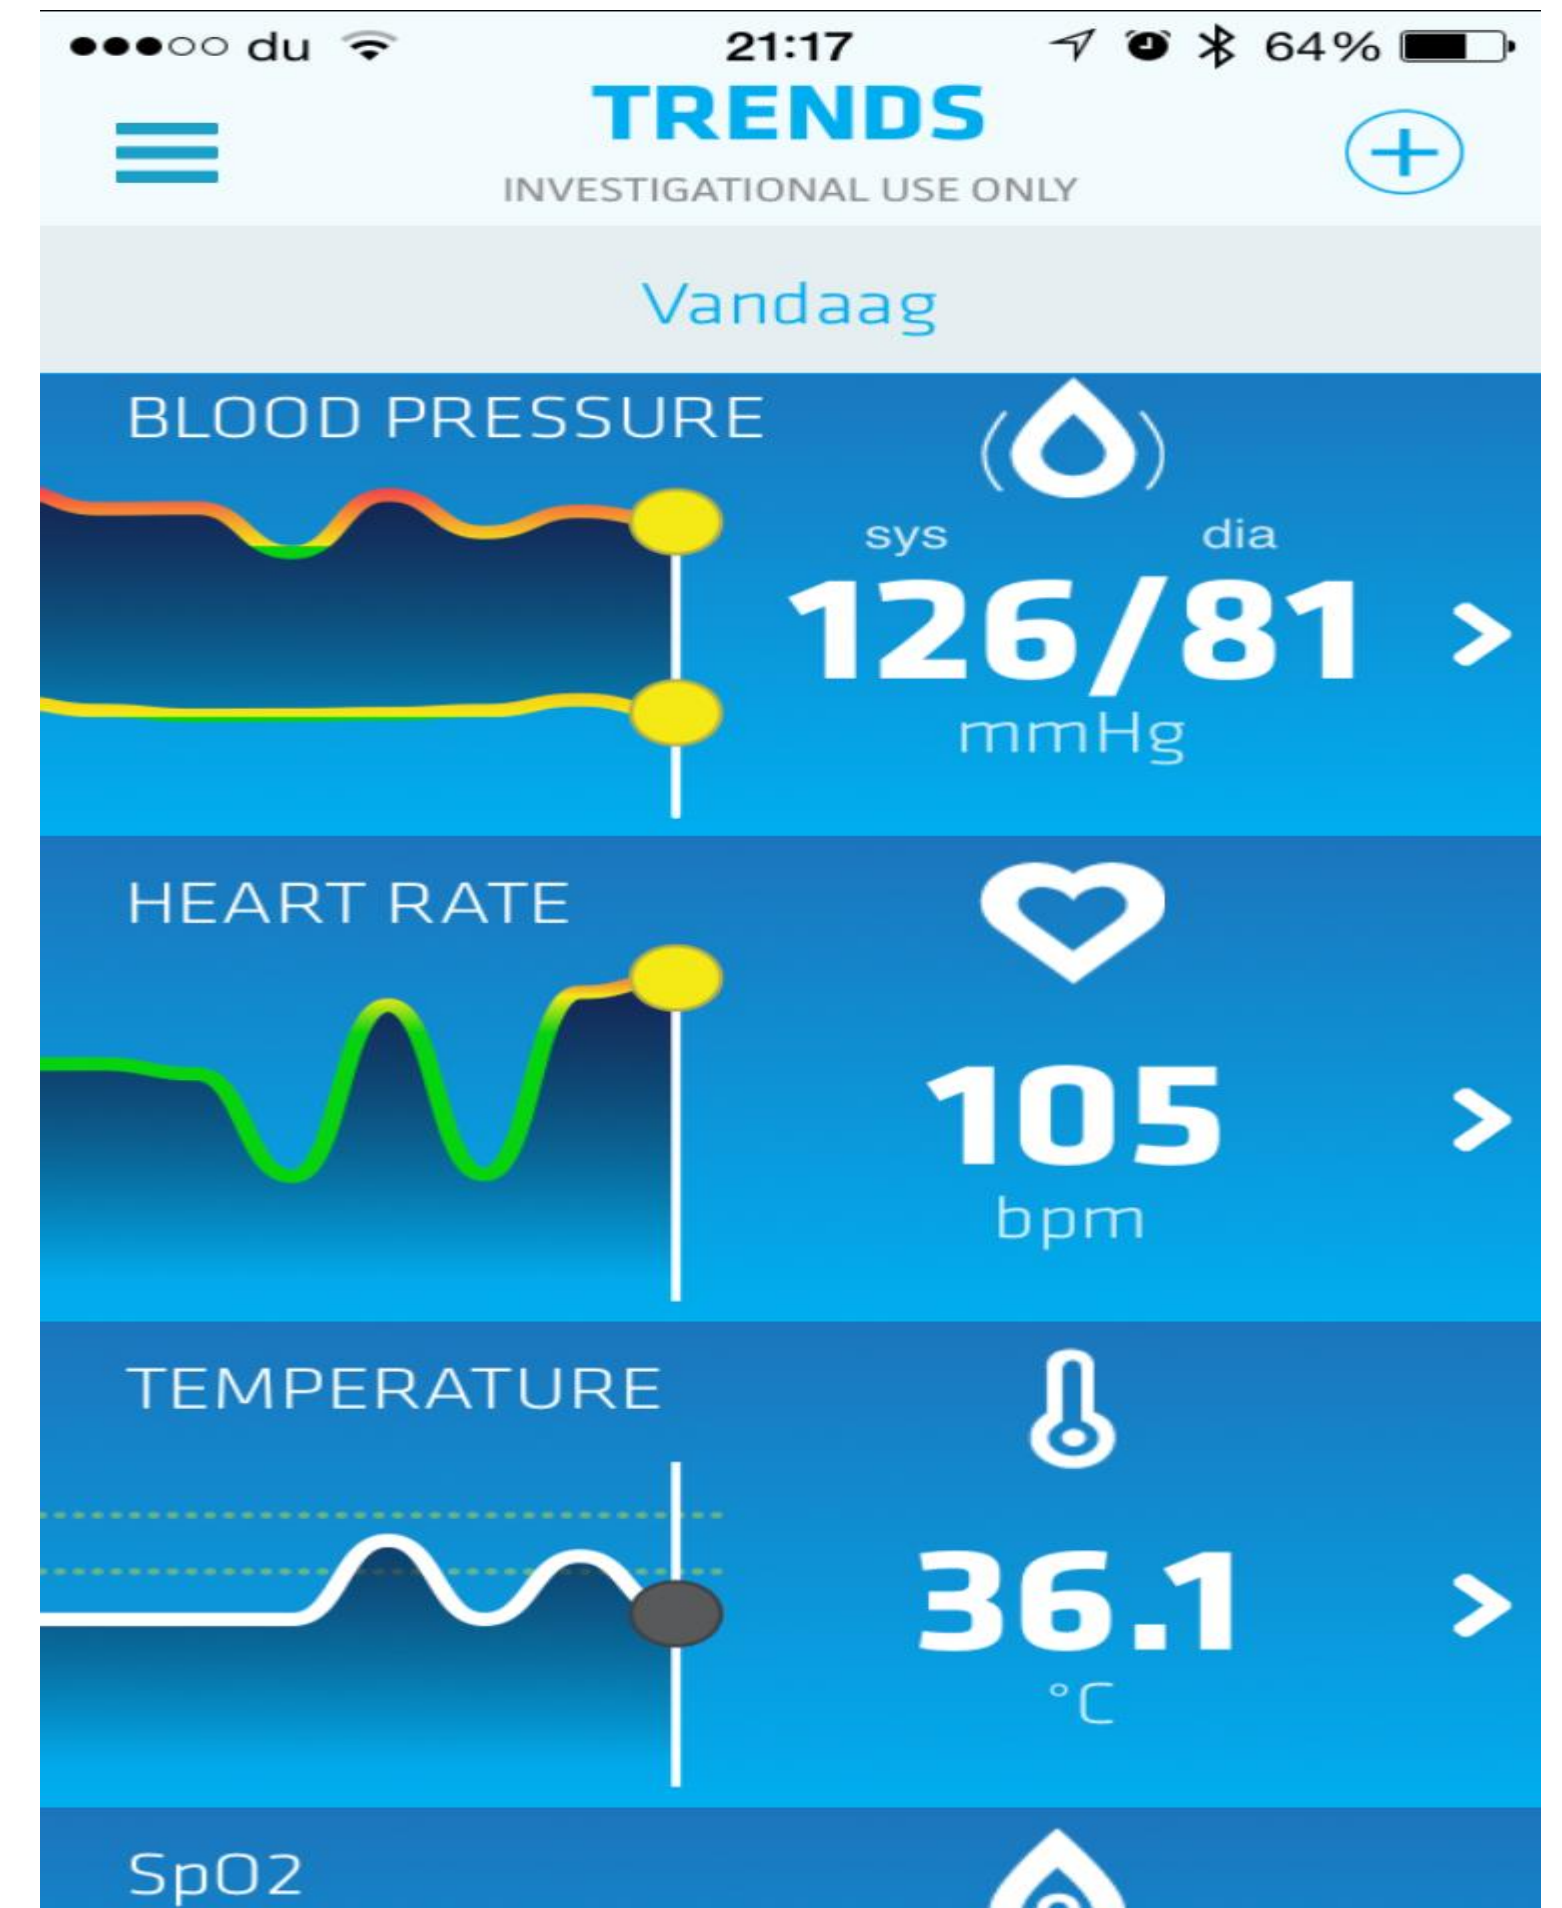 du 21:17 64%
TRENDS
INVESTIGATIONAL USE ONLY
Vandaag
BLOOD PRESSURE
sys dia
126/81
mmHg
HEART RATE
105
bpm
TEMPERATURE
36.1
°C
SpO2